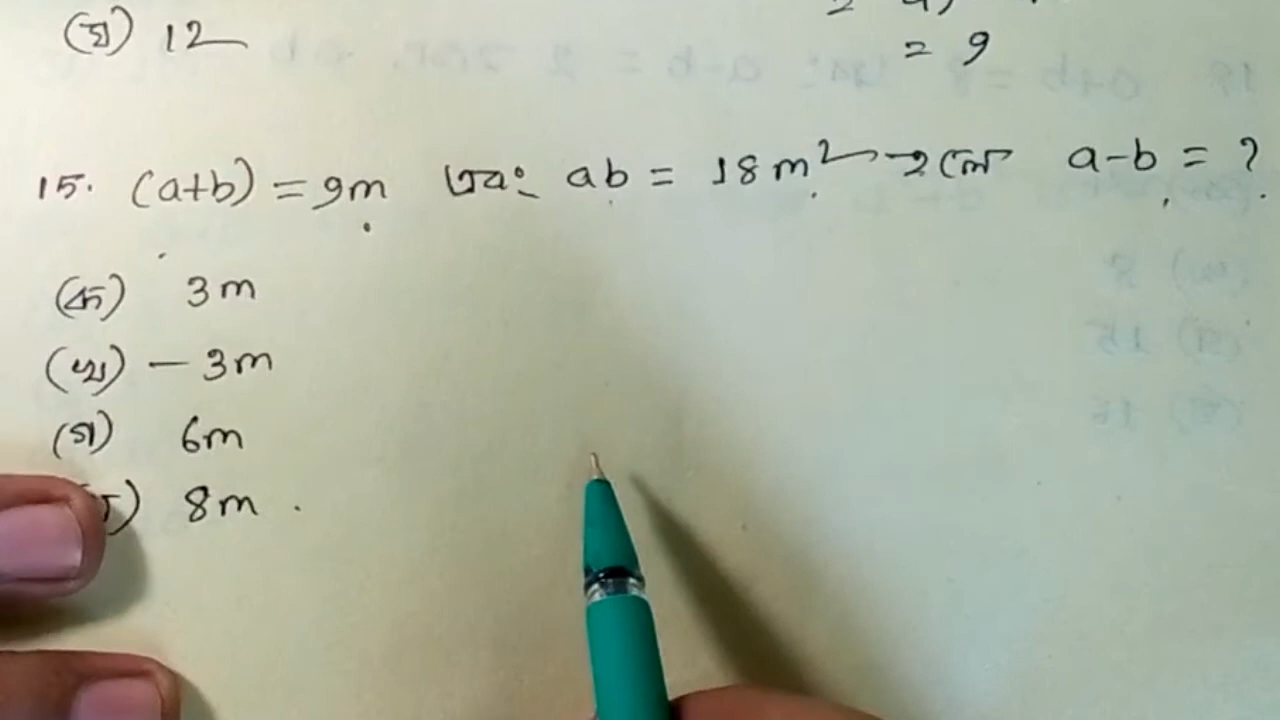 (ঘ) 12
= 9
15. (a+b) = 9m এবং ab = 18m² হলে a-b = ?
(ক) 3m
(খ) - 3m
(গ) 6m
8m .